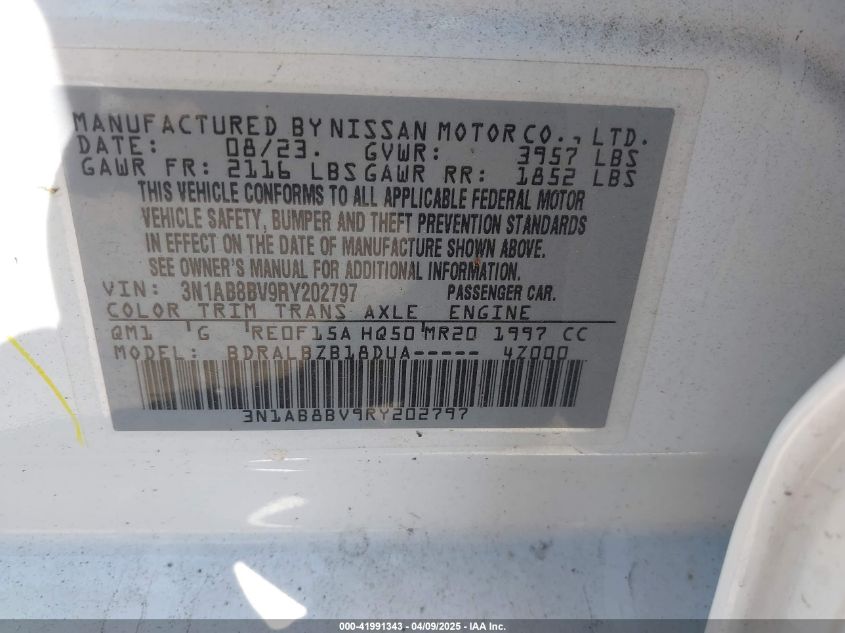 MANUFACTURED BY NISSAN MOTOR CO., LTD.
DATE: 08/23. GVWR: 3957 LBS
GAWR FR: 2116 LBS GAWR RR: 1852 LBS
THIS VEHICLE CONFORMS TO ALL APPLICABLE FEDERAL MOTOR
VEHICLE SAFETY, BUMPER AND THEFT PREVENTION STANDARDS
IN EFFECT ON THE DATE OF MANUFACTURE SHOWN ABOVE.
SEE OWNER'S MANUAL FOR ADDITIONAL INFORMATION.
VIN: 3N1AB8BV9RY202797 PASSENGER CAR.
COLOR TRIM TRANS AXLE ENGINE
QM1 'G RE0F15A HQ50'MR20 1997 CC
MODEL: BDRALBZB18DUA----- 4Z000
3N1AB8BV9RY202797
000-41991343 | 04/09/2025 | IAA Inc.